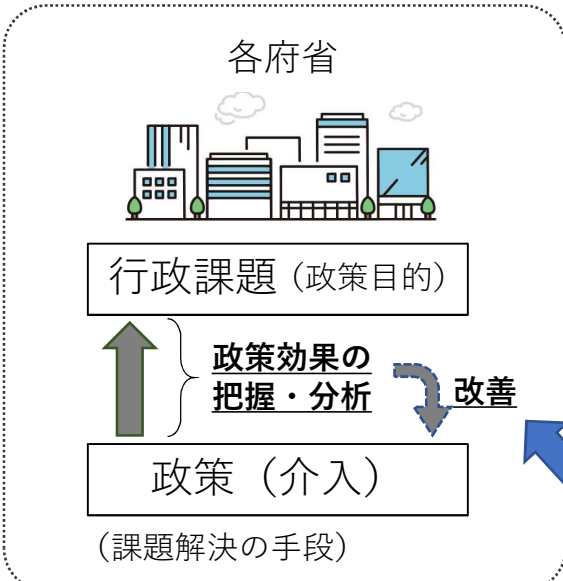 各府省
行政課題（政策目的）
政策効果の
把握・分析
改善
政策（介入）
（課題解決の手段）